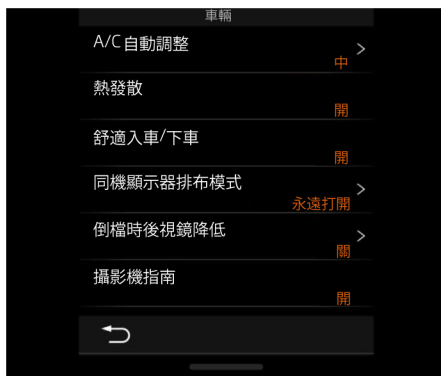 車輛
A/C自動調整
中
熱發散
開
舒適入車/下車
開
同機顯示器排布模式
永遠打開
倒檔時後視鏡降低
關
攝影機指南
開